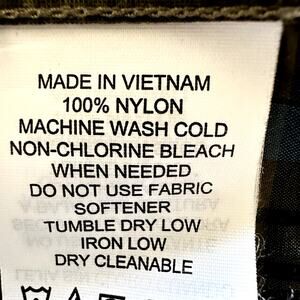 MADE IN VIETNAM
100% NYLON
MACHINE WASH COLD
NON-CHLORINE BLEACH
WHEN NEEDED
DO NOT USE FABRIC
SOFTENER
TUMBLE DRY LOW
IRON LOW
DRY CLEANABLE